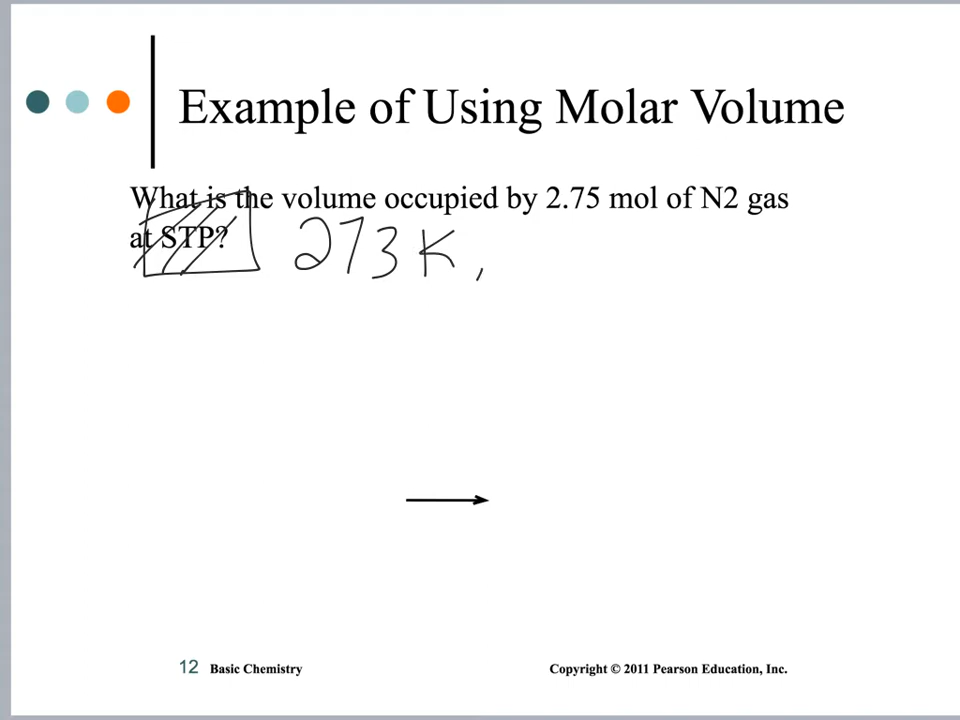 Example of Using Molar Volume
What is the volume occupied by 2.75 mol of N2 gas
at STP? 273 K,
12 Basic Chemistry
Copyright © 2011 Pearson Education, Inc.